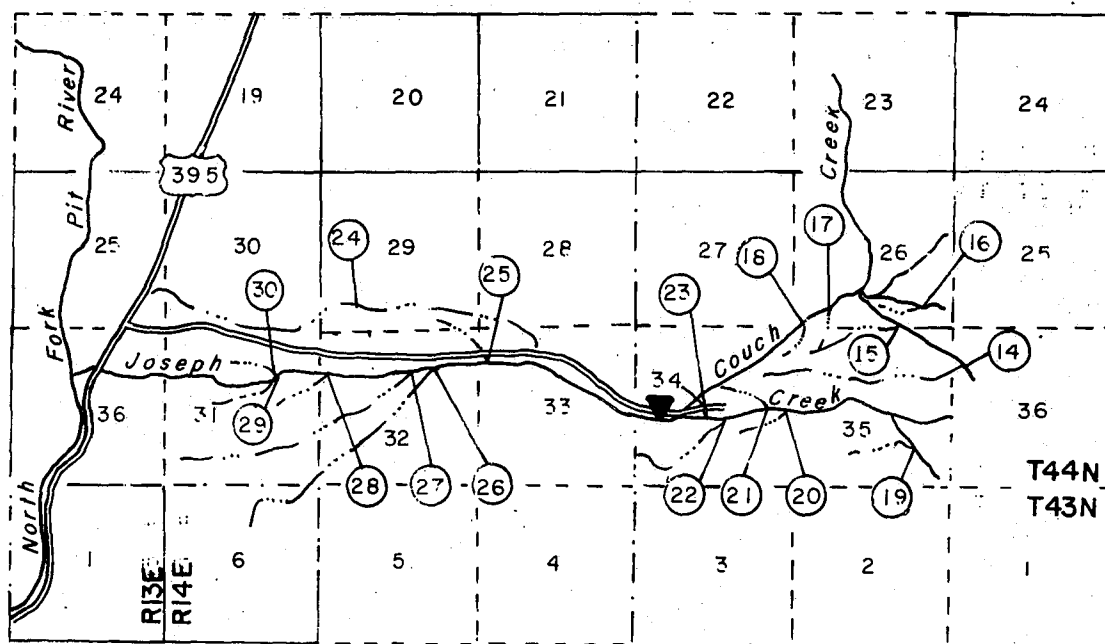 24 19 20 21 22 23 24
River
395
Creek
Pit
17
25 30 29 28 27 26 25
24 18 16
30 25 23
Fork
Joseph
Couch
15 14
34
Creek
36 31 32 33 35 36
29
28 27 26 22 21 20 19
T44N
T43N
North
1 6 5 4 3 2 1
R13E R14E